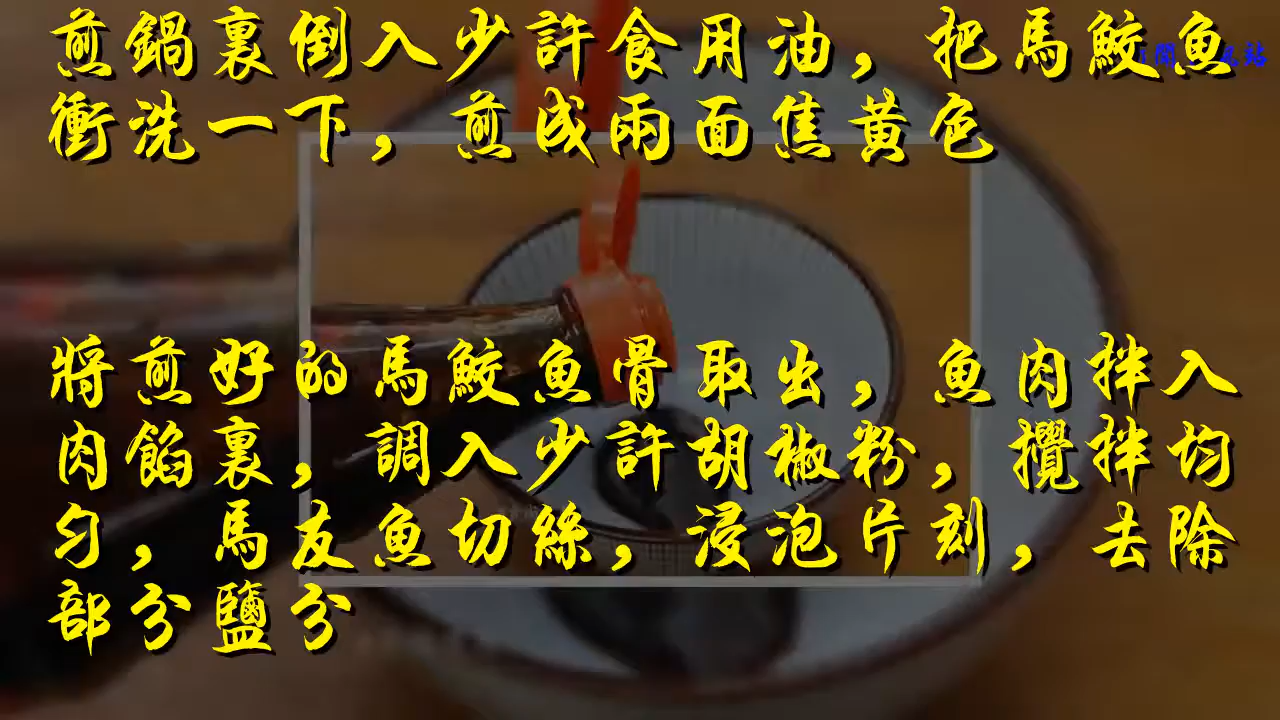 煎鍋裏倒入少許食用油，把馬鮫魚
衝洗一下，煎成兩面焦黃色
將煎好的馬鮫魚骨取出，魚肉拌入
肉餡裏，調入少許胡椒粉，攪拌均
勻，馬友魚切絲，浸泡片刻，去除
部分鹽分